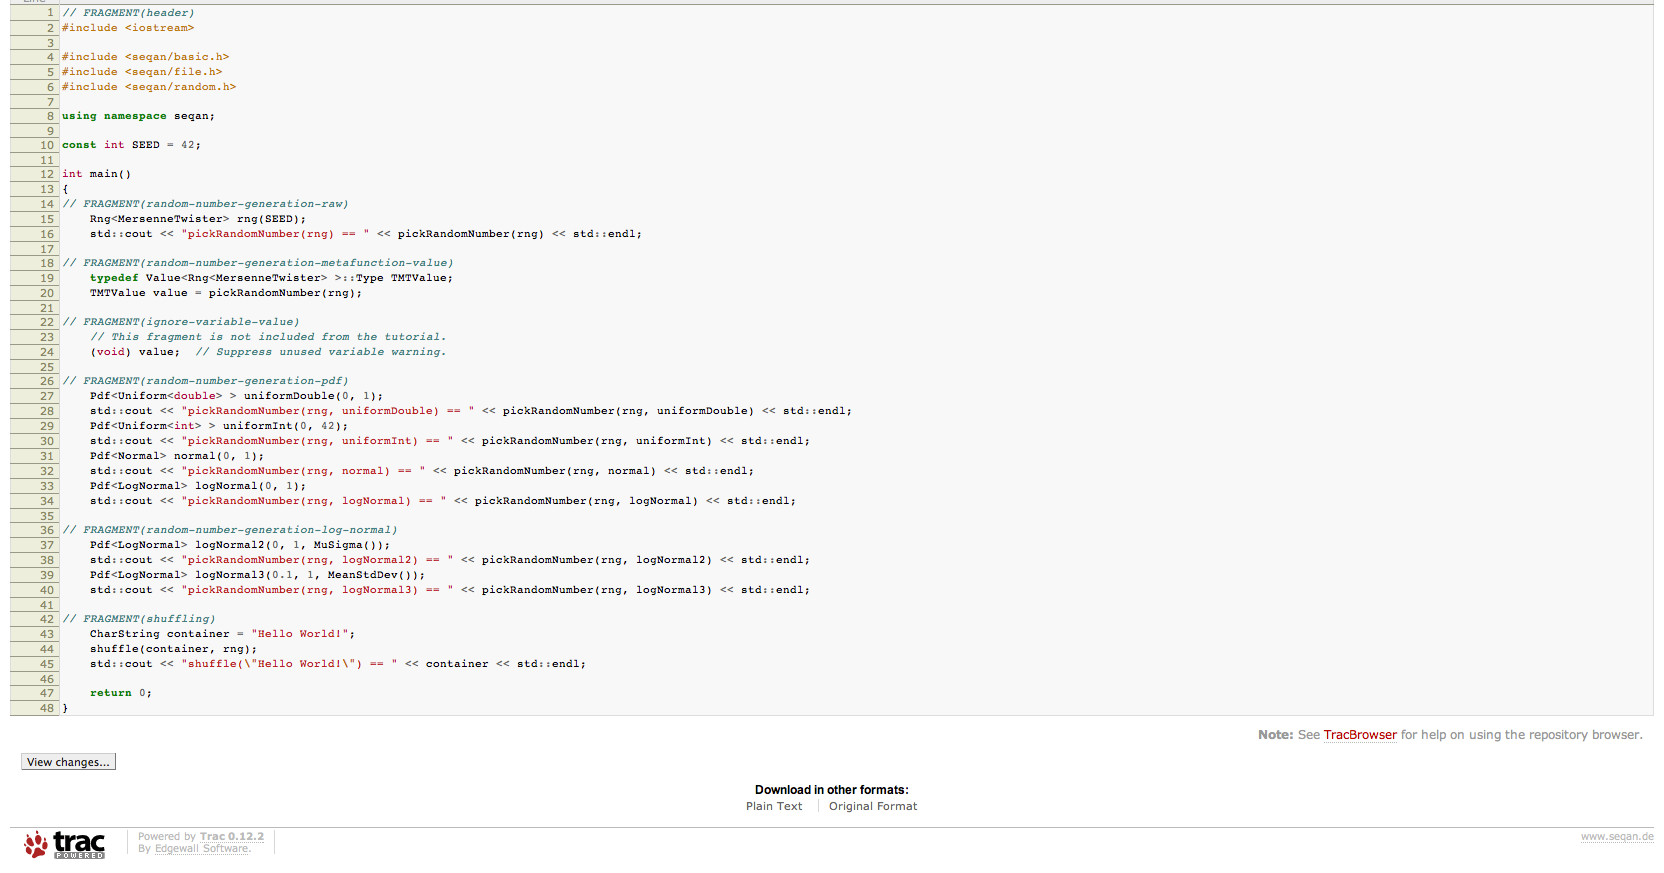 1 // FRAGMENT(header)
2 #include <iostream>
3
4 #include <seqan/basic.h>
5 #include <seqan/file.h>
6 #include <seqan/random.h>
7
8 using namespace seqan;
9
10 const int SEED = 42;
11
12 int main()
13 {
14 // FRAGMENT(random-number-generation-raw)
15 Rng<MersenneTwister> rng(SEED);
16 std::cout << "pickRandomNumber(rng) == " << pickRandomNumber(rng) << std::endl;
17
18 // FRAGMENT(random-number-generation-metafunction-value)
19 typedef Value<Rng<MersenneTwister> >::Type TMTValue;
20 TMTValue value = pickRandomNumber(rng);
21
22 // FRAGMENT(ignore-variable-value)
23 // This fragment is not included from the tutorial.
24 (void) value; // Suppress unused variable warning.
25
26 // FRAGMENT(random-number-generation-pdf)
27 Pdf<Uniform<double> > uniformDouble(0, 1);
28 std::cout << "pickRandomNumber(rng, uniformDouble) == " << pickRandomNumber(rng, uniformDouble) << std::endl;
29 Pdf<Uniform<int> > uniformInt(0, 42);
30 std::cout << "pickRandomNumber(rng, uniformInt) == " << pickRandomNumber(rng, uniformInt) << std::endl;
31 Pdf<Normal> normal(0, 1);
32 std::cout << "pickRandomNumber(rng, normal) == " << pickRandomNumber(rng, normal) << std::endl;
33 Pdf<LogNormal> logNormal(0, 1);
34 std::cout << "pickRandomNumber(rng, logNormal) == " << pickRandomNumber(rng, logNormal) << std::endl;
35
36 // FRAGMENT(random-number-generation-log-normal)
37 Pdf<LogNormal> logNormal2(0, 1, MuSigma());
38 std::cout << "pickRandomNumber(rng, logNormal2) == " << pickRandomNumber(rng, logNormal2) << std::endl;
39 Pdf<LogNormal> logNormal3(0.1, 1, MeanStdDev());
40 std::cout << "pickRandomNumber(rng, logNormal3) == " << pickRandomNumber(rng, logNormal3) << std::endl;
41
42 // FRAGMENT(shuffling)
43 CharString container = "Hello World!";
44 shuffle(container, rng);
45 std::cout << "shuffle(\"Hello World!\") == " << container << std::endl;
46
47 return 0;
48 }
Note: See TracBrowser for help on using the repository browser.
View changes...
Download in other formats:
Plain Text Original Format
trac POWERED
Powered by Trac 0.12.2
By Edgewall Software.
www.seqan.de